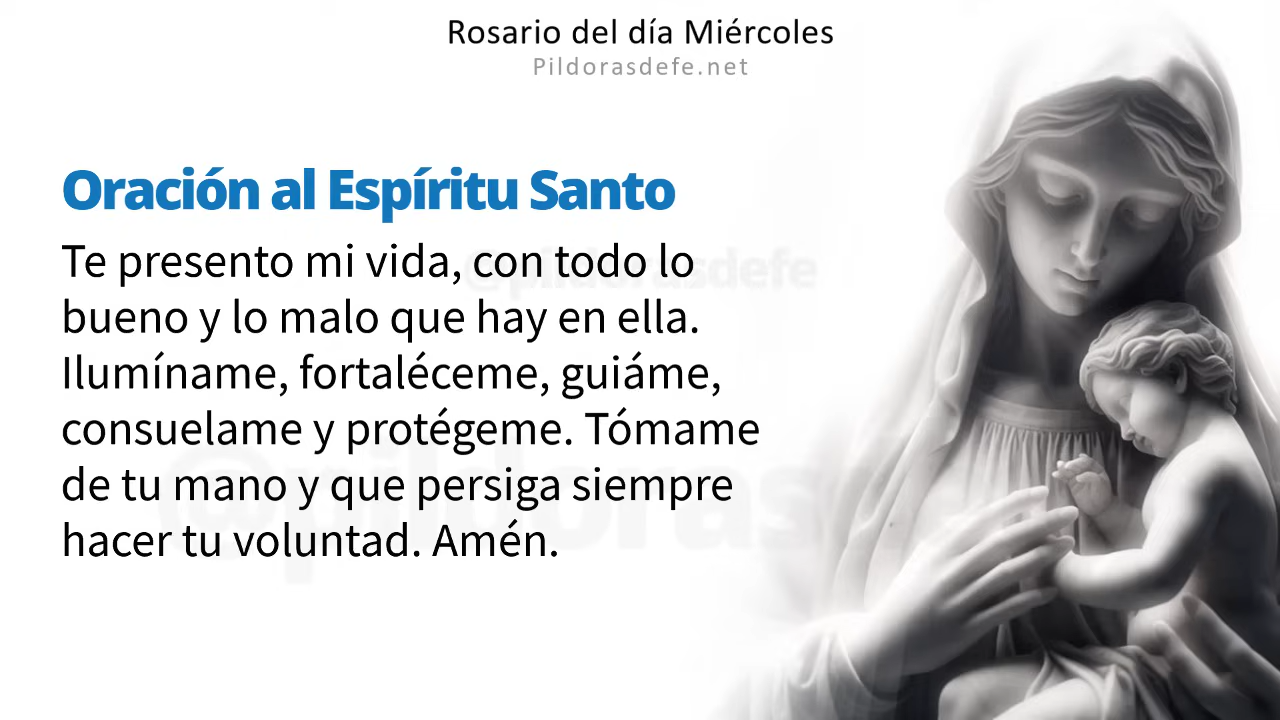 Rosario del día Miércoles
Pildorasdefe.net
Oración al Espíritu Santo
Te presento mi vida, con todo lo
bueno y lo malo que hay en ella.
Ilumíname, fortaléceme, guiáme,
consuelame y protégeme. Tómame
de tu mano y que persiga siempre
hacer tu voluntad. Amén.
@pildorasdefe